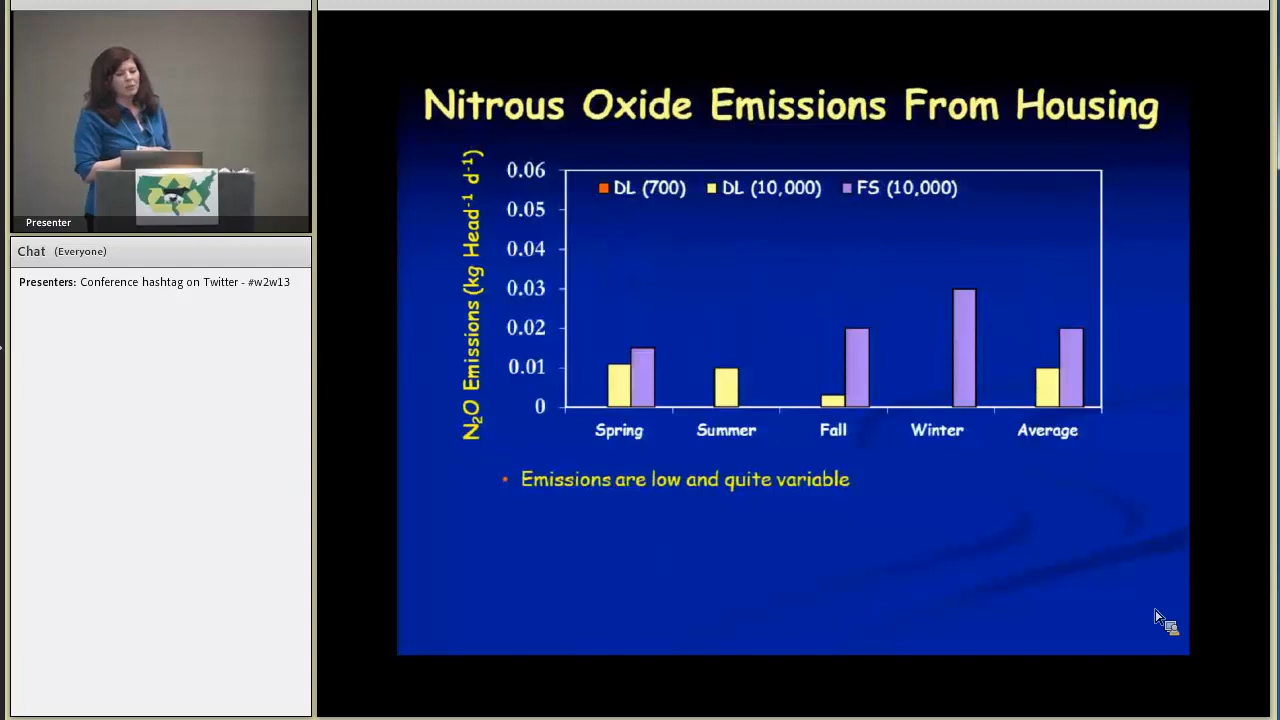 Presenter
Chat (Everyone)
Presenters: Conference hashtag on Twitter - #w2w13
Nitrous Oxide Emissions From Housing
N₂O Emissions (kg Head⁻¹ d⁻¹)
0.06
0.05
0.04
0.03
0.02
0.01
0
DL (700) DL (10,000) FS (10,000)
Spring Summer Fall Winter Average
• Emissions are low and quite variable